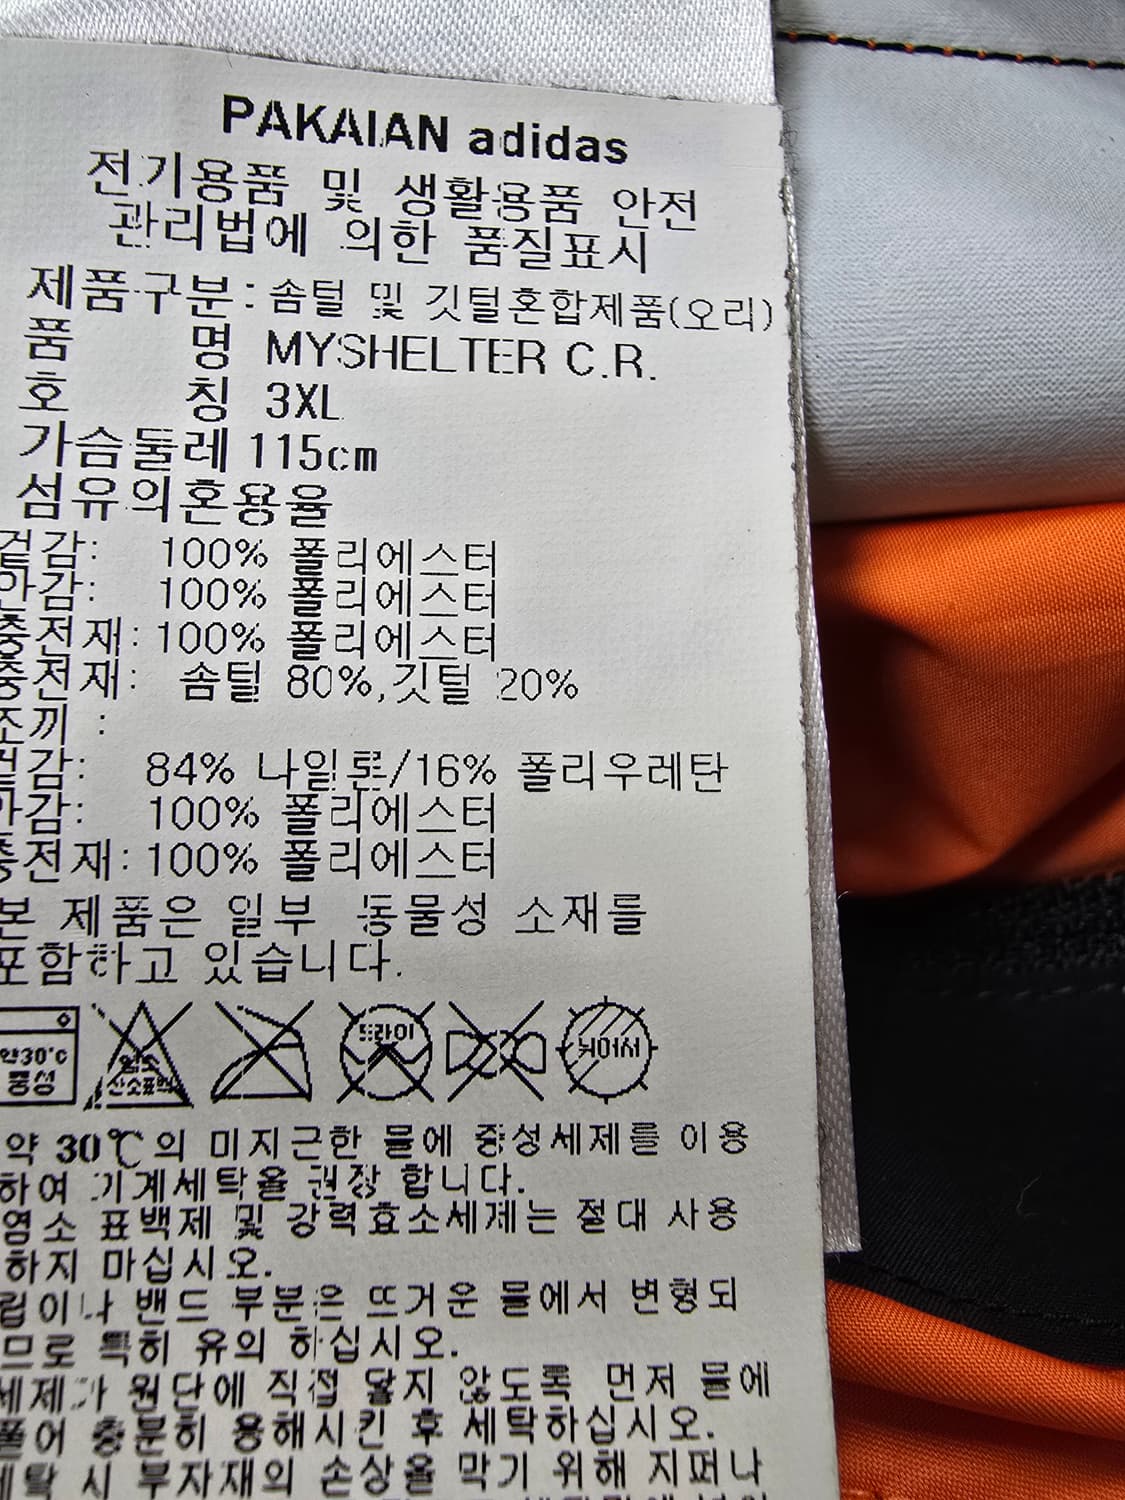 PAKAIAN adidas
전기용품 및 생활용품 안전
관리법에 의한 품질표시
제품구분: 솜털 및 깃털혼합제품(오리)
품 명 MYSHELTER C.R.
호 칭 3XL
가슴둘레 115cm
섬유의혼용율
겉감: 100% 폴리에스터
안감: 100% 폴리에스터
충전재: 100% 폴리에스터
충전재: 솜털 80%,깃털 20%
조끼 :
겉감: 84% 나일론/16% 폴리우레탄
안감: 100% 폴리에스터
충전재: 100% 폴리에스터
본 제품은 일부 동물성 소재를
포함하고 있습니다.
약30°c
중성
염소
산소표백
드라이
뉘어서
약 30℃의 미지근한 물에 중성세제를 이용
하여 기계세탁을 권장 합니다.
염소 표백제 및 강력효소세제는 절대 사용
하지 마십시오.
립이나 밴드 부분은 뜨거운 물에서 변형되
므로 특히 유의 하십시오.
세제가 원단에 직접 닿지 않도록 먼저 물에
풀어 충분히 용해시킨 후 세탁하십시오.
세탁 시 부자재의 손상을 막기 위해 지퍼나